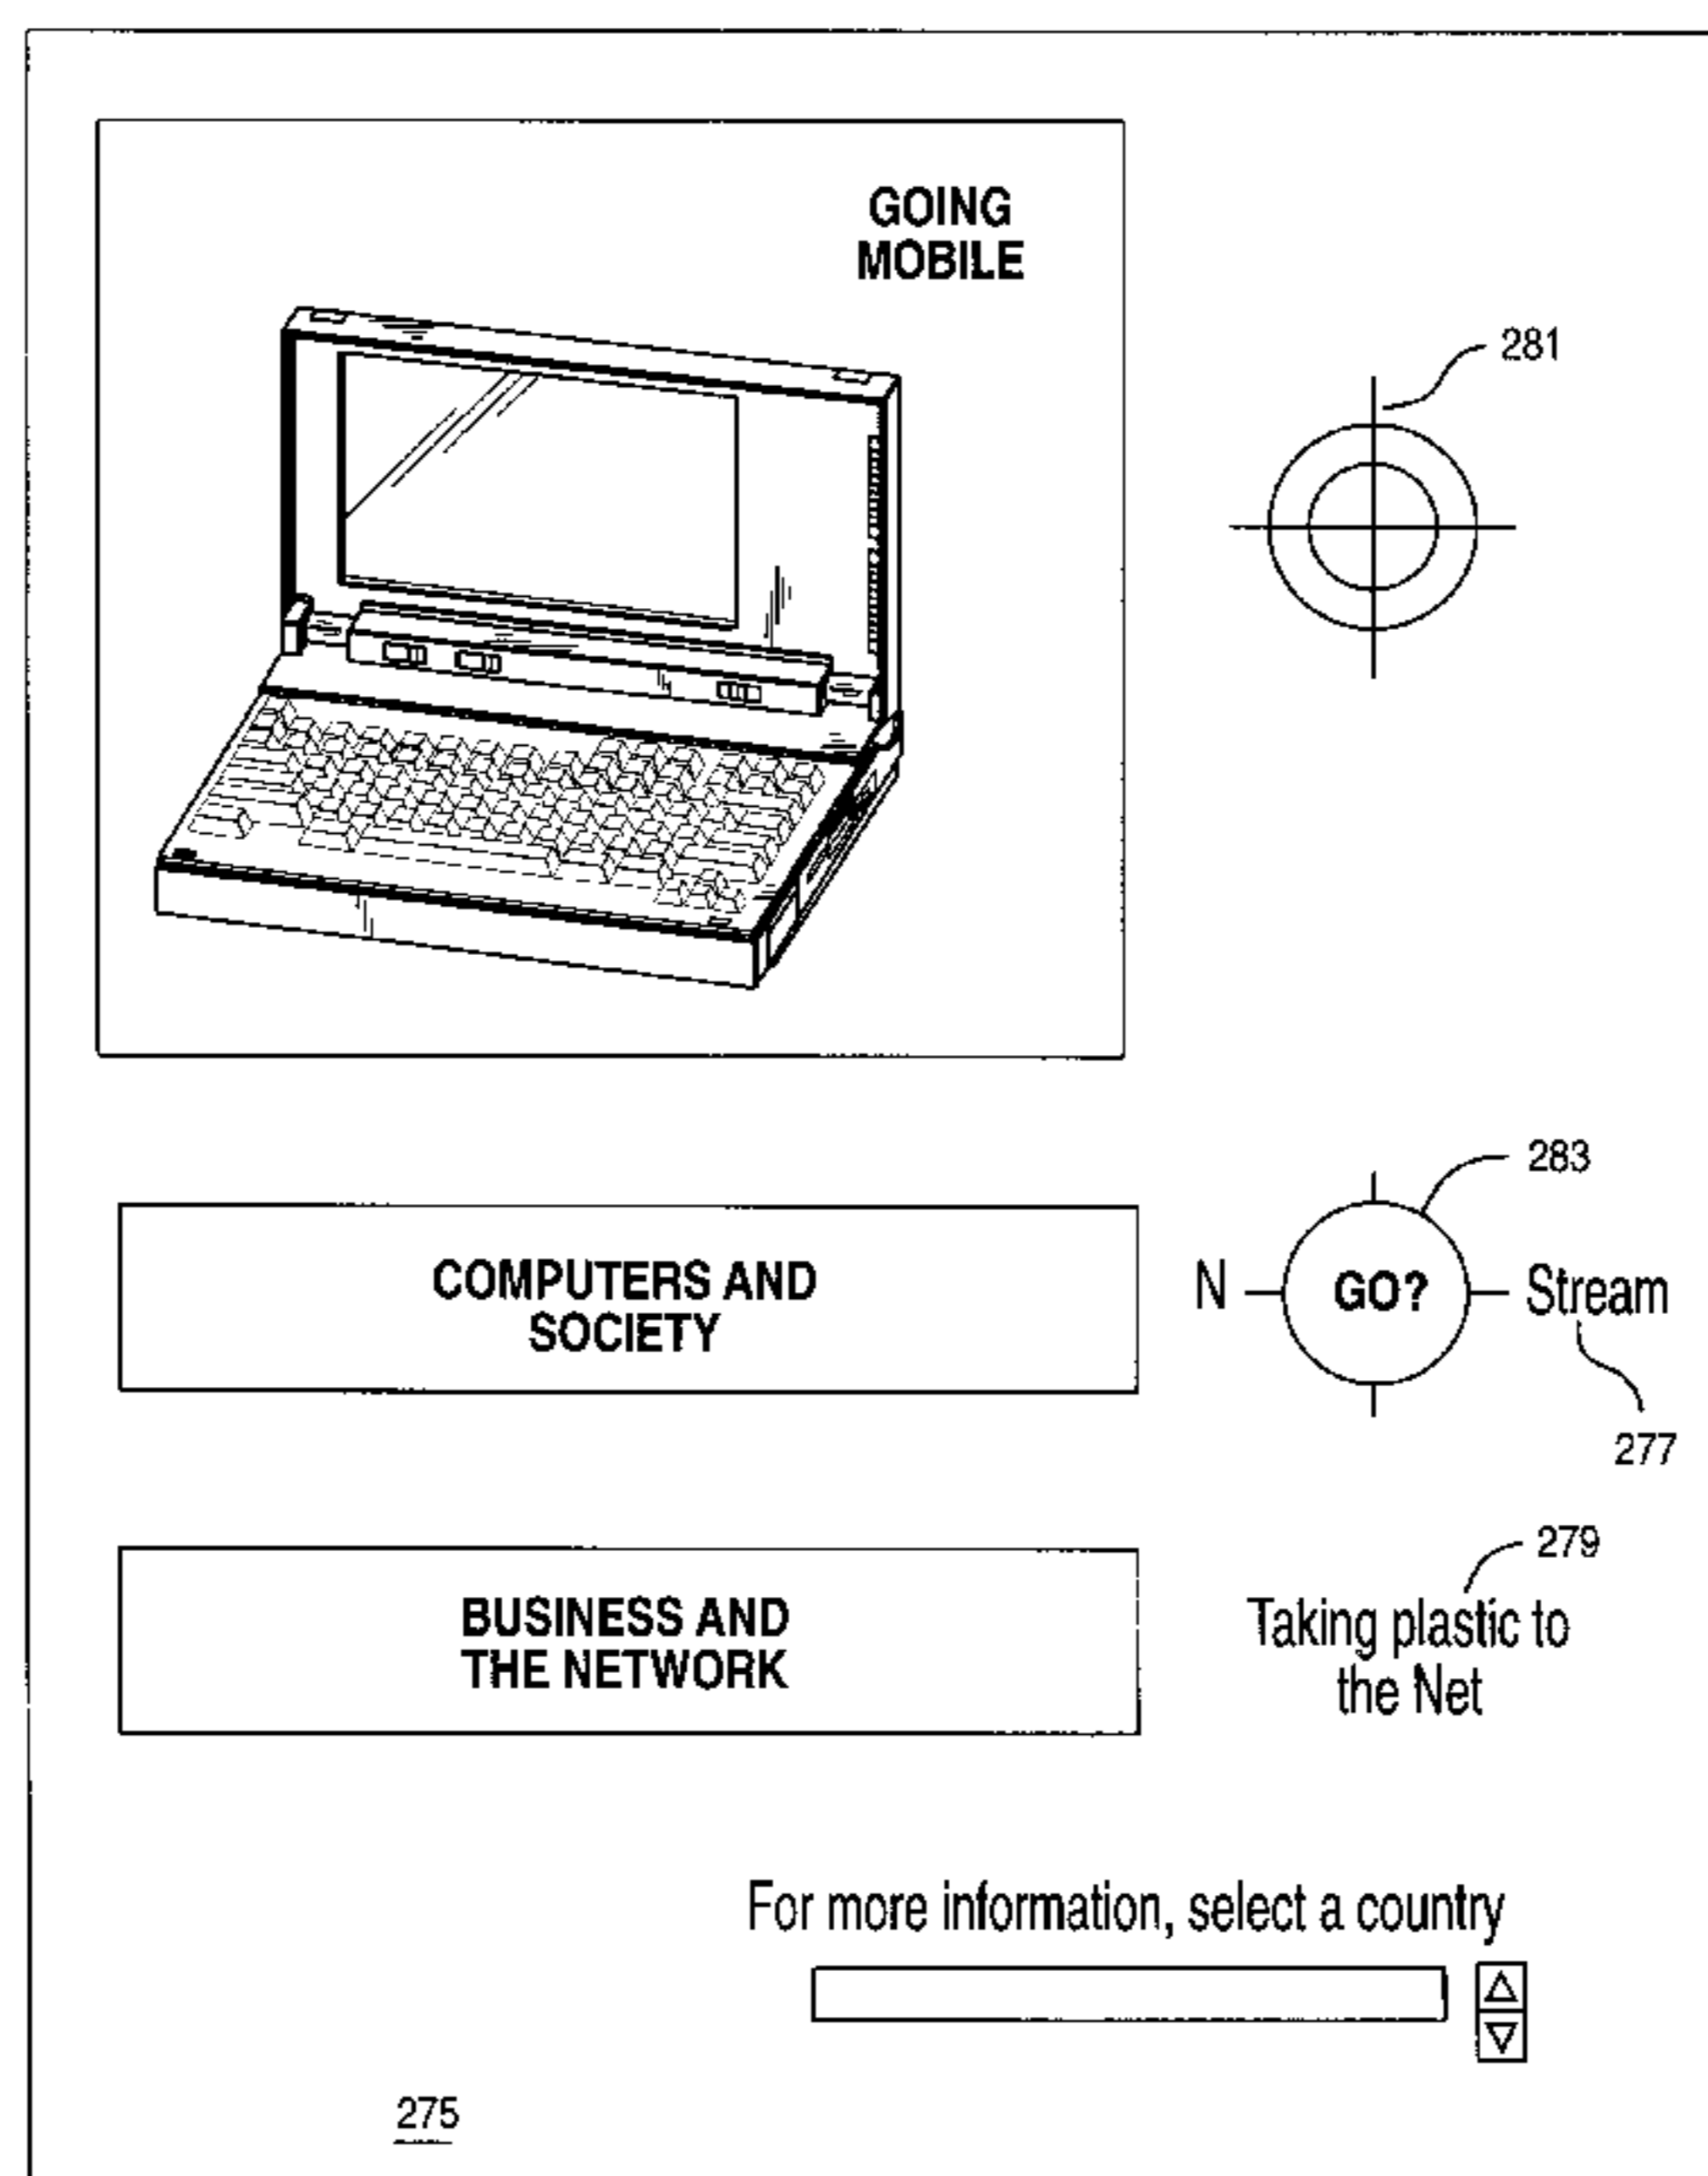 GOING
MOBILE
281
283
COMPUTERS AND
SOCIETY
N
GO?
Stream
277
279
BUSINESS AND
THE NETWORK
Taking plastic to
the Net
For more information, select a country
275